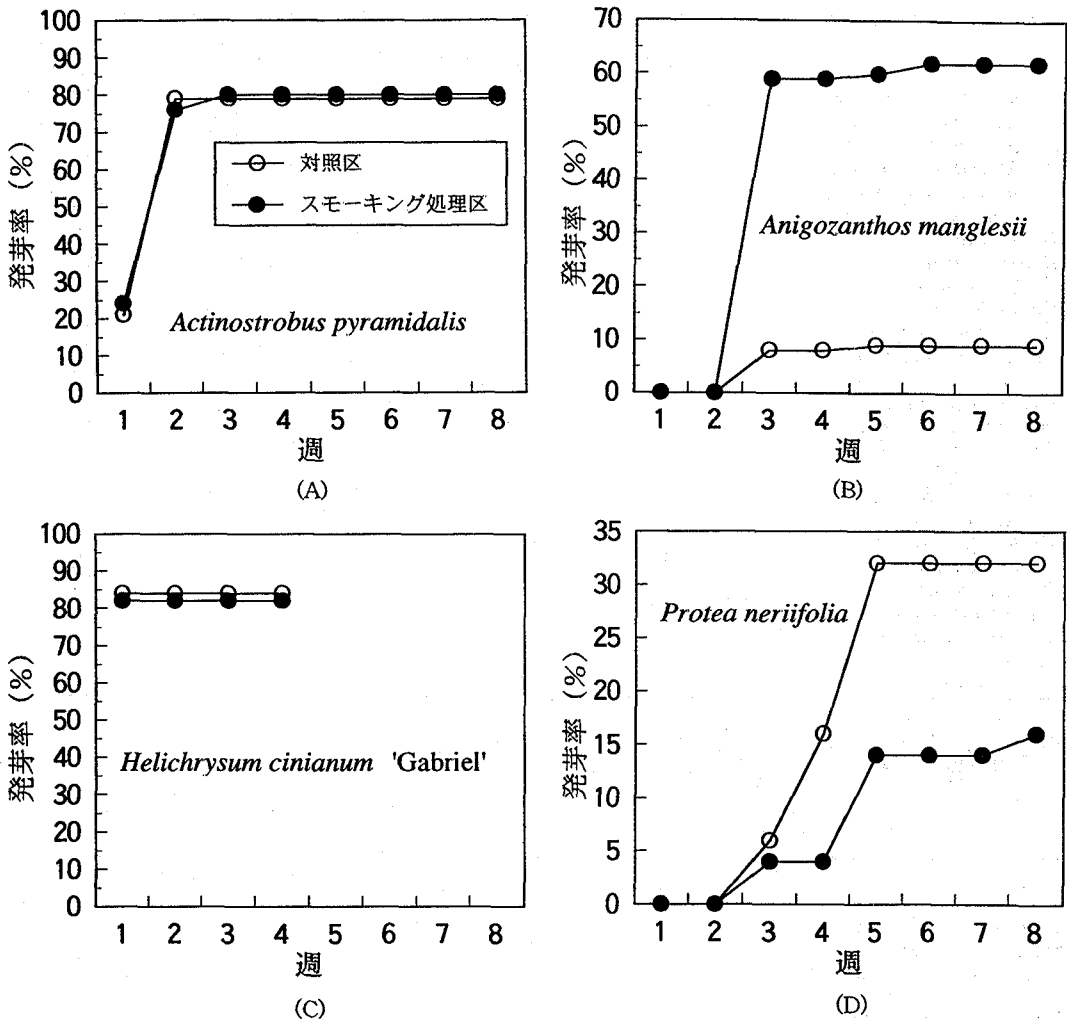 100
90
80
70
60
50
40
30
20
10
0
発芽率 (%)
対照区
スモーキング処理区
Actinostrobus pyramidalis
1 2 3 4 5 6 7 8
週
(A)
70
60
50
40
30
20
10
0
発芽率 (%)
Anigozanthos manglesii
1 2 3 4 5 6 7 8
週
(B)
100
90
80
70
60
50
40
30
20
10
0
発芽率 (%)
Helichrysum cinianum 'Gabriel'
1 2 3 4 5 6 7 8
週
(C)
35
30
25
20
15
10
5
0
発芽率 (%)
Protea neriifolia
1 2 3 4 5 6 7 8
週
(D)